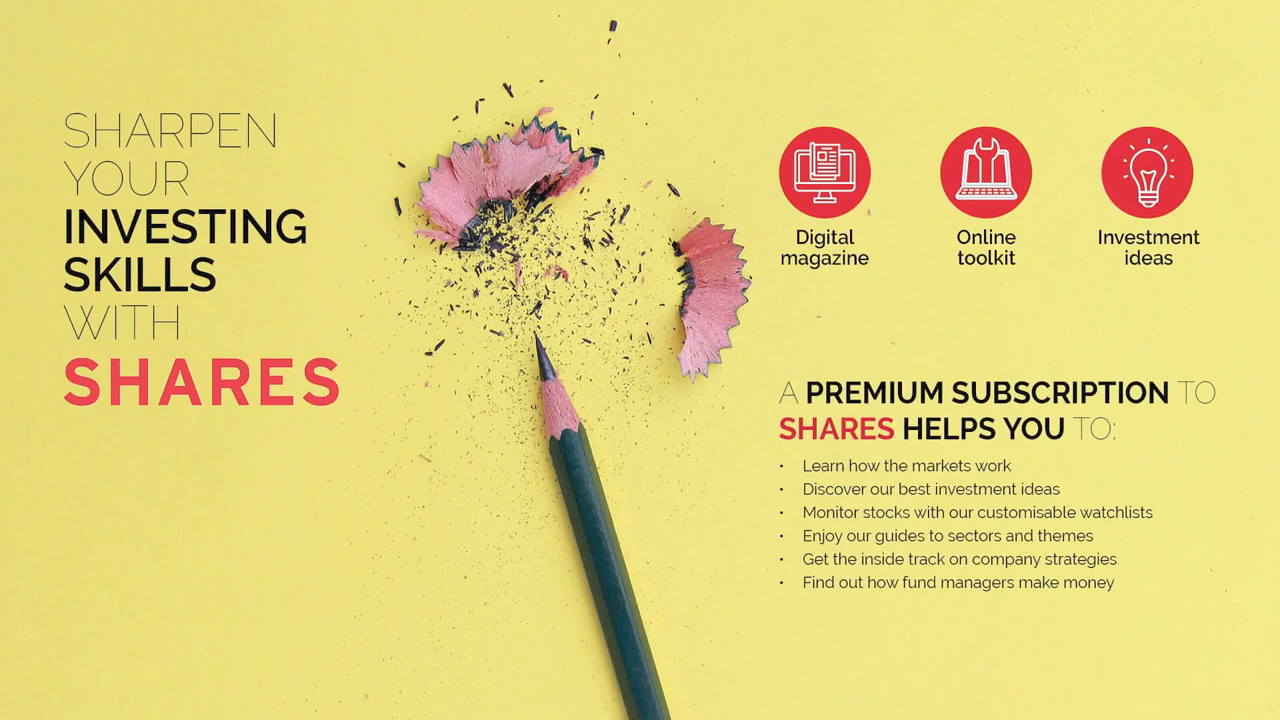 SHARPEN
YOUR
INVESTING
SKILLS
WITH
SHARES
Digital
magazine
Online
toolkit
Investment
ideas
A PREMIUM SUBSCRIPTION TO
SHARES HELPS YOU TO:
• Learn how the markets work
• Discover our best investment ideas
• Monitor stocks with our customisable watchlists
• Enjoy our guides to sectors and themes
• Get the inside track on company strategies
• Find out how fund managers make money